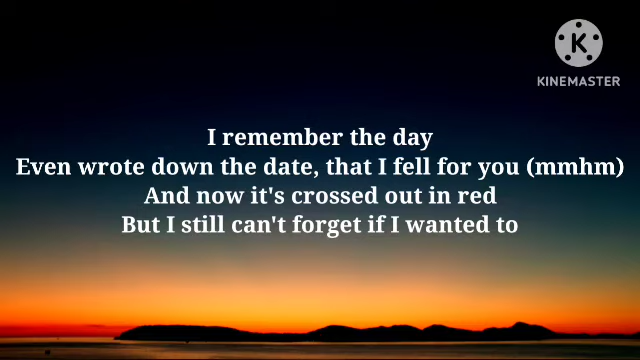 K
KINEMASTER
I remember the day
Even wrote down the date, that I fell for you (mmhm)
And now it's crossed out in red
But I still can't forget if I wanted to